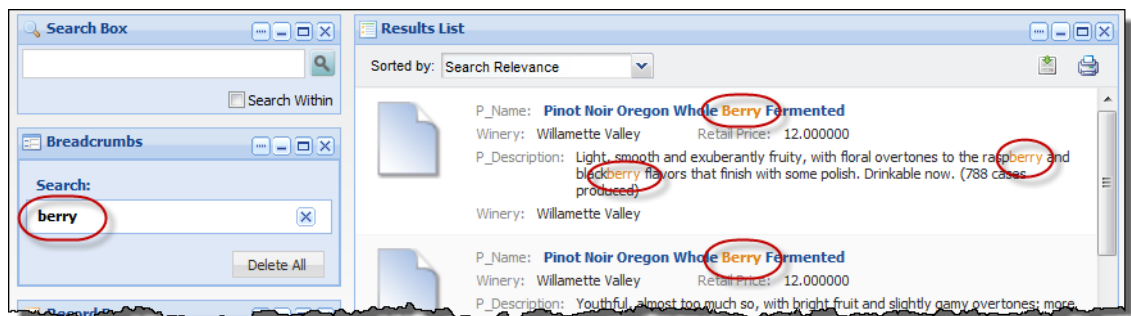 Search Box
Search Within
Breadcrumbs
Search:
berry
Delete All
Results List
Sorted by: Search Relevance
P_Name: Pinot Noir Oregon Whole Berry Fermented
Winery: Willamette Valley Retail Price: 12.000000
P_Description: Light, smooth and exuberantly fruity, with floral overtones to the raspberry and
blackberry flavors that finish with some polish. Drinkable now. (788 cases
produced)
Winery: Willamette Valley
P_Name: Pinot Noir Oregon Whole Berry Fermented
Winery: Willamette Valley Retail Price: 12.000000
P_Description: Youthful, almost too much so, with bright fruit and slightly gamy overtones; more